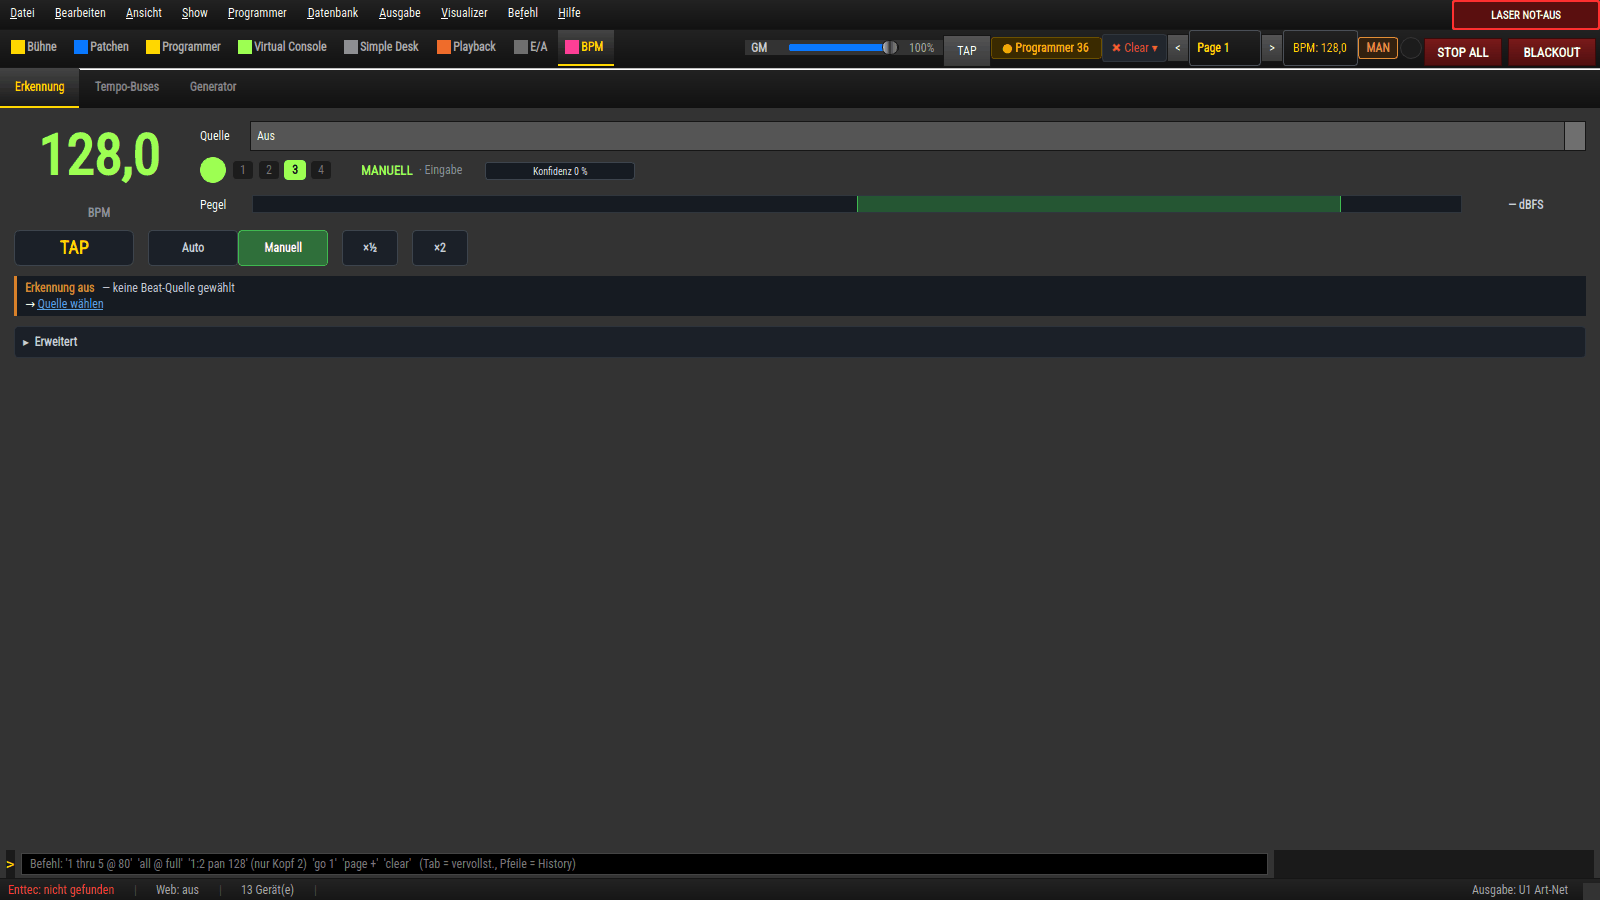 Datei Bearbeiten Ansicht Show Programmer Datenbank Ausgabe Visualizer Befehl Hilfe LASER NOT-AUS
Bühne Patchen Programmer Virtual Console Simple Desk Playback E/A BPM GM 100% TAP Programmer 36 ✖ Clear ▾ < Page 1 > BPM: 128,0 MAN STOP ALL BLACKOUT
Erkennung Tempo-Buses Generator
128,0
BPM
Quelle Aus
1 2 3 4 MANUELL · Eingabe Konfidenz 0 %
Pegel — dBFS
TAP Auto Manuell ×½ ×2
Erkennung aus — keine Beat-Quelle gewählt
→ Quelle wählen
▸ Erweitert
> Befehl: '1 thru 5 @ 80' 'all @ full' '1:2 pan 128' (nur Kopf 2) 'go 1' 'page +' 'clear' (Tab = vervollst., Pfeile = History)
Enttec: nicht gefunden | Web: aus | 13 Gerät(e) | Ausgabe: U1 Art-Net